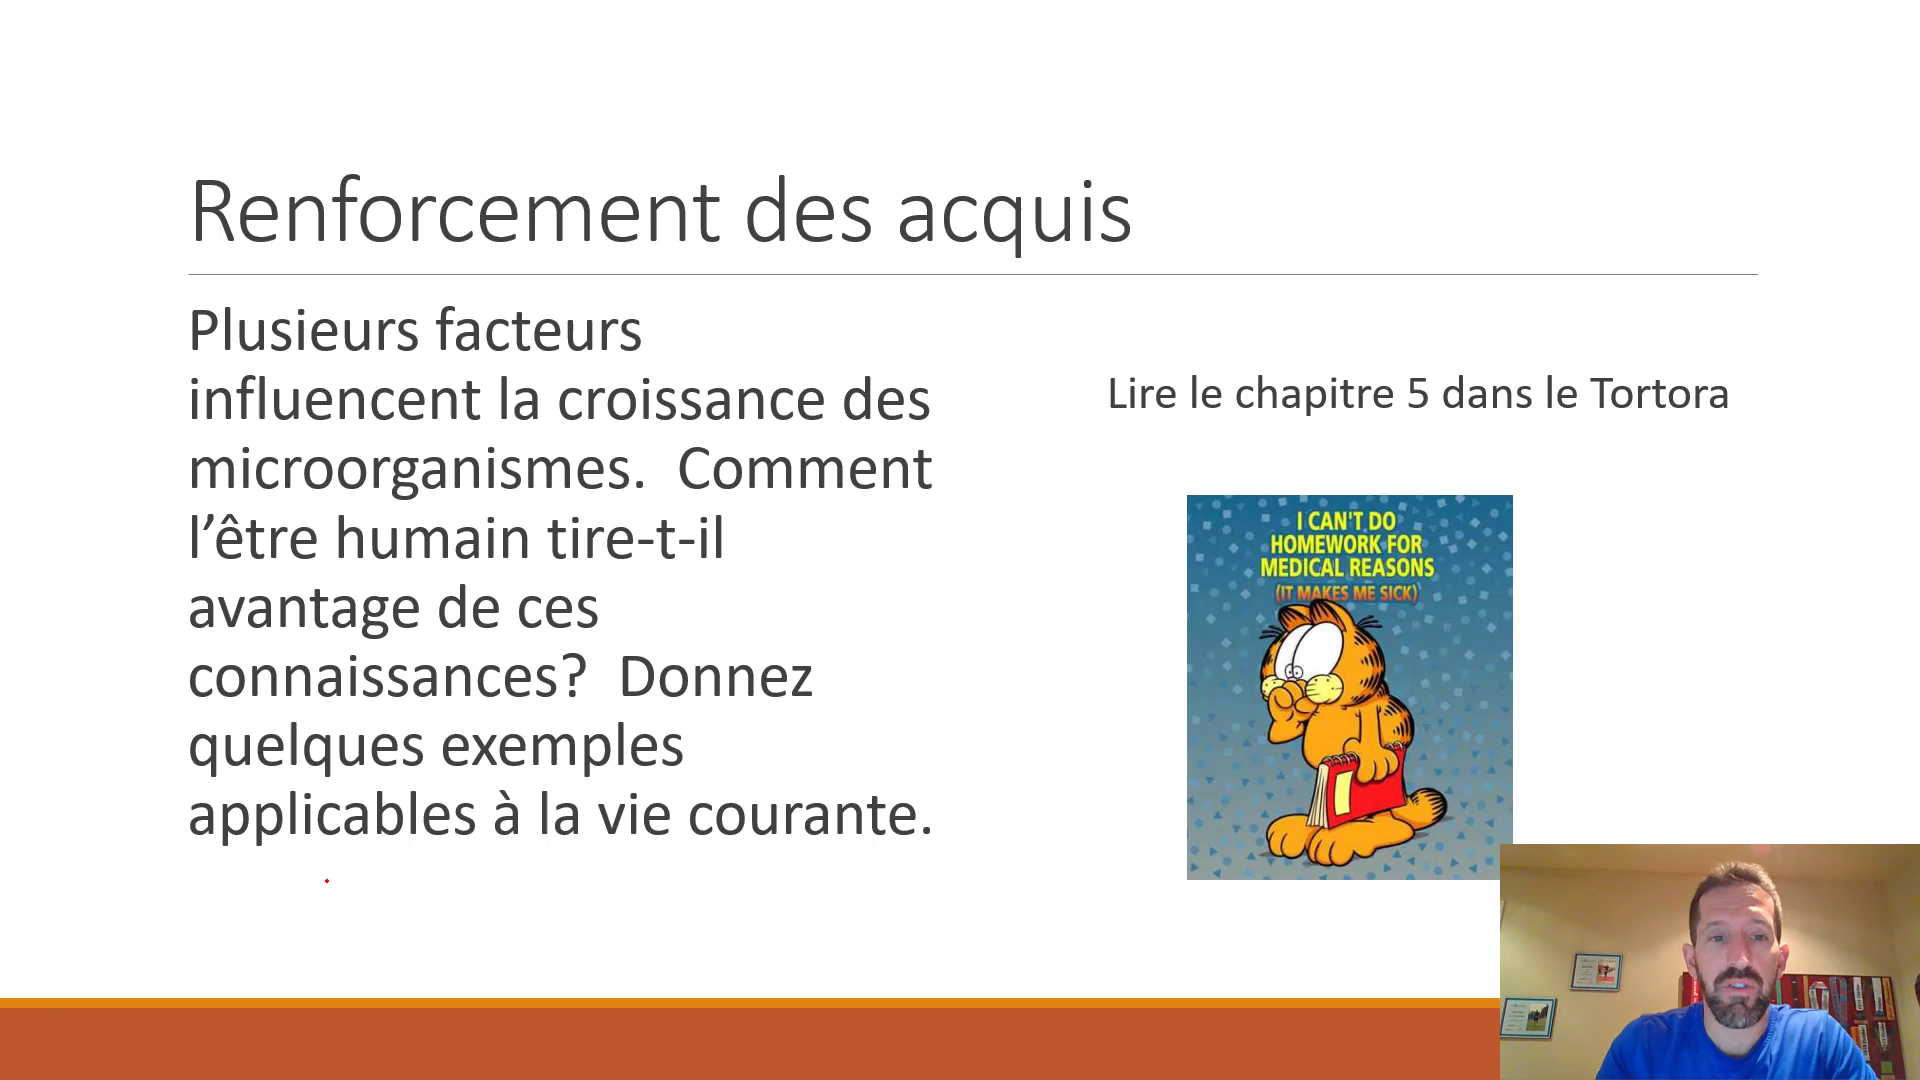 Renforcement des acquis
Plusieurs facteurs
influencent la croissance des
microorganismes.  Comment
l’être humain tire-t-il
avantage de ces
connaissances?  Donnez
quelques exemples
applicables à la vie courante.
Lire le chapitre 5 dans le Tortora
I CAN'T DO
HOMEWORK FOR
MEDICAL REASONS
(IT MAKES ME SICK)